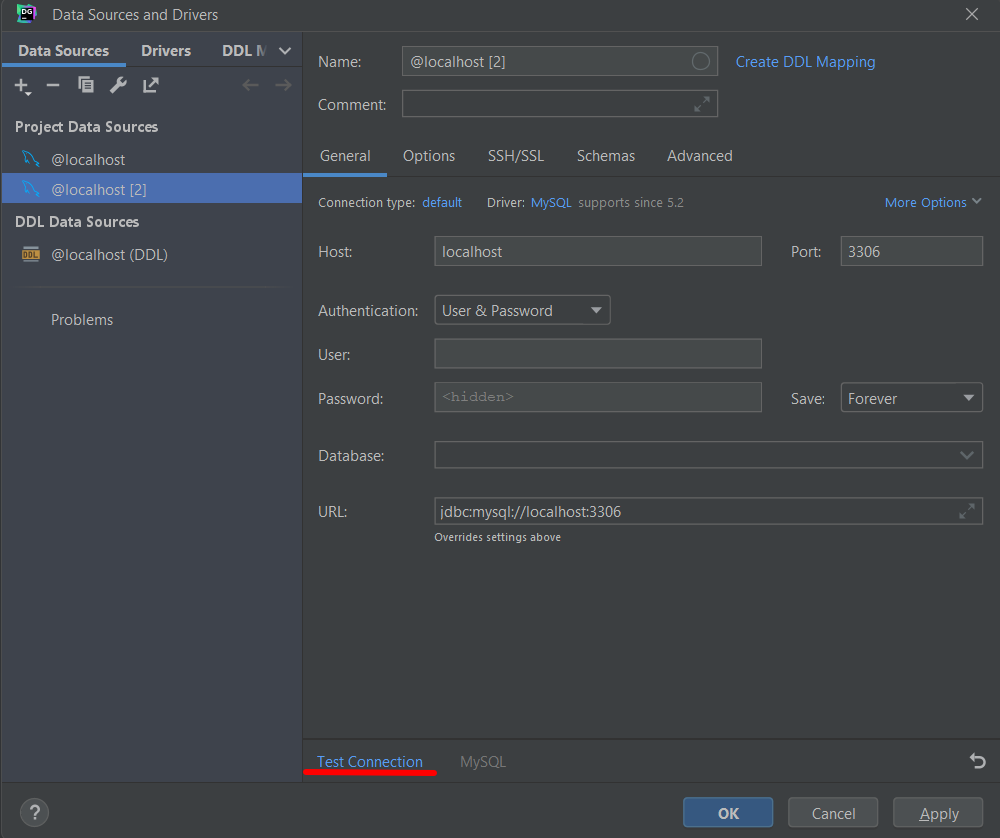 DG
Data Sources and Drivers
Data Sources Drivers DDL M
Project Data Sources
@localhost
@localhost [2]
DDL Data Sources
DDL @localhost (DDL)
Problems
Name: @localhost [2] Create DDL Mapping
Comment:
General Options SSH/SSL Schemas Advanced
Connection type: default Driver: MySQL supports since 5.2 More Options
Host: localhost Port: 3306
Authentication: User & Password
User:
Password: <hidden> Save: Forever
Database:
URL: jdbc:mysql://localhost:3306
Overrides settings above
Test Connection MySQL
? OK Cancel Apply